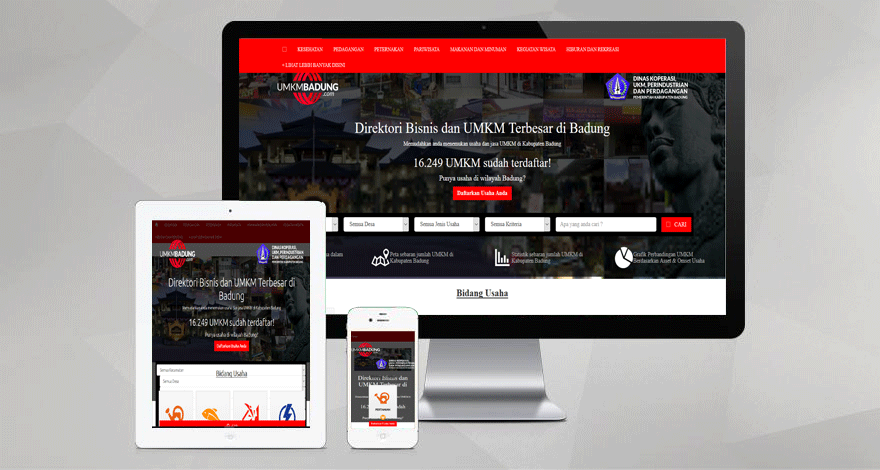 KESEHATAN PEDAGANGAN PETERNAKAN PARIWISATA MAKANAN DAN MINUMAN KEGIATAN WISATA HIBURAN DAN REKREASI
+ LIHAT LEBIH BANYAK DISINI
UMKMBADUNG
.com
DINAS KOPERASI,
UKM, PERINDUSTRIAN
DAN PERDAGANGAN
PEMERINTAH KABUPATEN BADUNG
Direktori Bisnis dan UMKM Terbesar di Badung
Memudahkan anda menemukan usaha dan jasa UMKM di Kabupaten Badung
16.249 UMKM sudah terdaftar!
Punya usaha di wilayah Badung?
Daftarkan Usaha Anda
Semua Desa Semua Jenis Usaha Semua Kriteria Apa yang anda cari ? CARI
dalam
Peta sebaran jumlah UMKM di
Kabupaten Badung
Statistik sebaran jumlah UMKM di
Kabupaten Badung
Grafik Perbandingan UMKM
Berdasarkan Asset & Omset Usaha
Bidang Usaha
UMKMBADUNG
.com
DINAS KOPERASI,
UKM, PERINDUSTRIAN
DAN PERDAGANGAN
Direktori Bisnis dan UMKM Terbesar di
Badung
16.249 UMKM sudah terdaftar!
Punya usaha di wilayah Badung?
Daftarkan Usaha Anda
Semua Kecamatan
Bidang Usaha
Semua Desa
UMKMBADUNG
Direktori Bisnis dan
UMKM Terbesar di